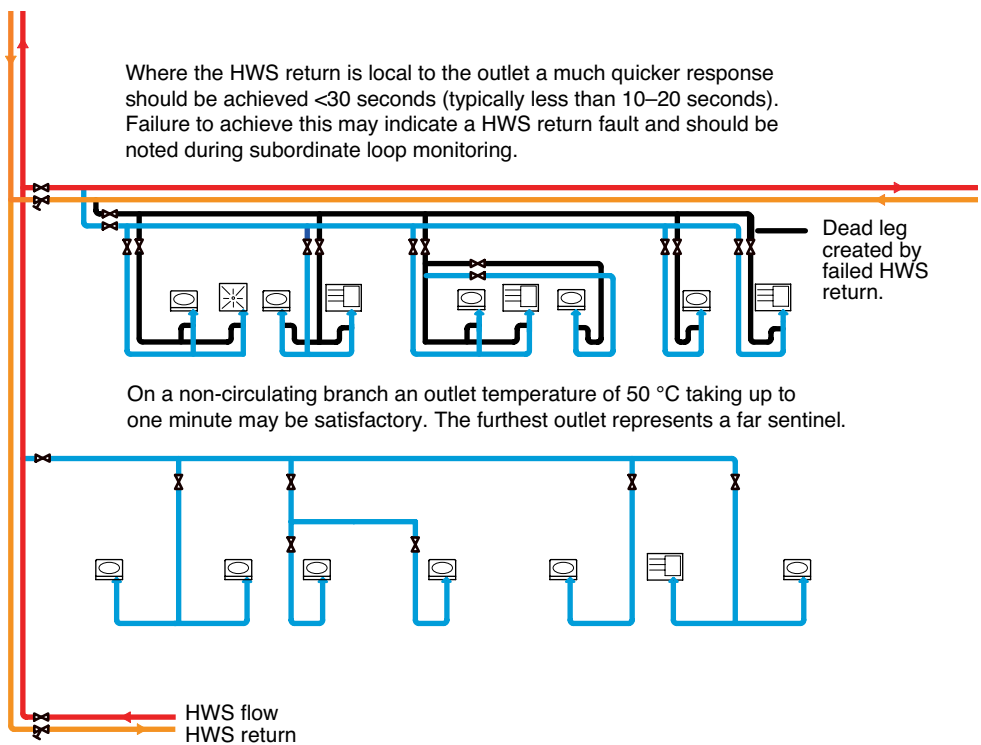 Where the HWS return is local to the outlet a much quicker response
should be achieved <30 seconds (typically less than 10–20 seconds).
Failure to achieve this may indicate a HWS return fault and should be
noted during subordinate loop monitoring.
Dead leg
created by
failed HWS
return.
On a non-circulating branch an outlet temperature of 50 °C taking up to
one minute may be satisfactory. The furthest outlet represents a far sentinel.
HWS flow
HWS return